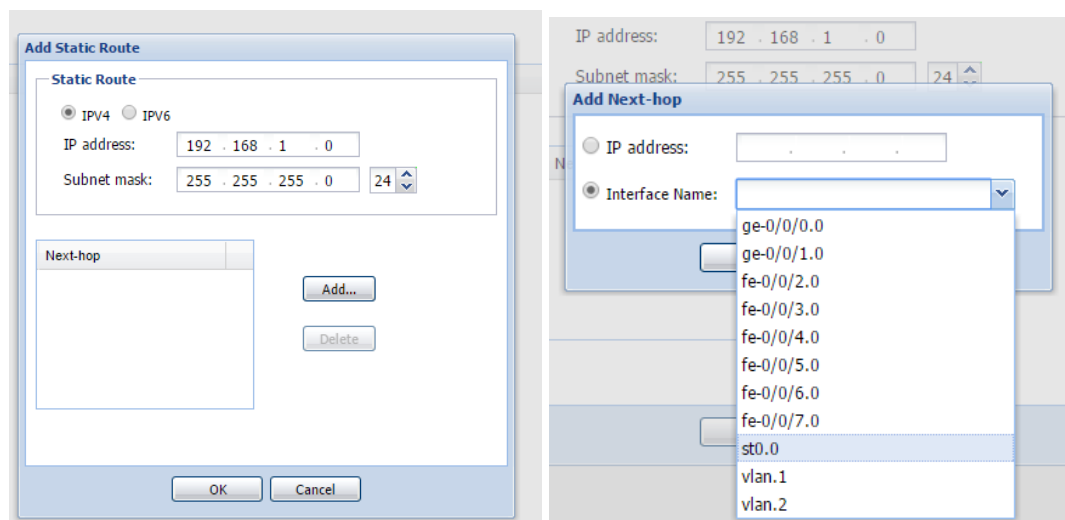 Add Static Route
Static Route
IPV4 IPV6
IP address: 192 . 168 . 1 . 0
Subnet mask: 255 . 255 . 255 . 0 24
Next-hop
Add...
Delete
OK Cancel
IP address: 192 . 168 . 1 . 0
Subnet mask: 255 . 255 . 255 . 0 24
Add Next-hop
IP address: . . .
Interface Name:
ge-0/0/0.0
ge-0/0/1.0
fe-0/0/2.0
fe-0/0/3.0
fe-0/0/4.0
fe-0/0/5.0
fe-0/0/6.0
fe-0/0/7.0
st0.0
vlan.1
vlan.2